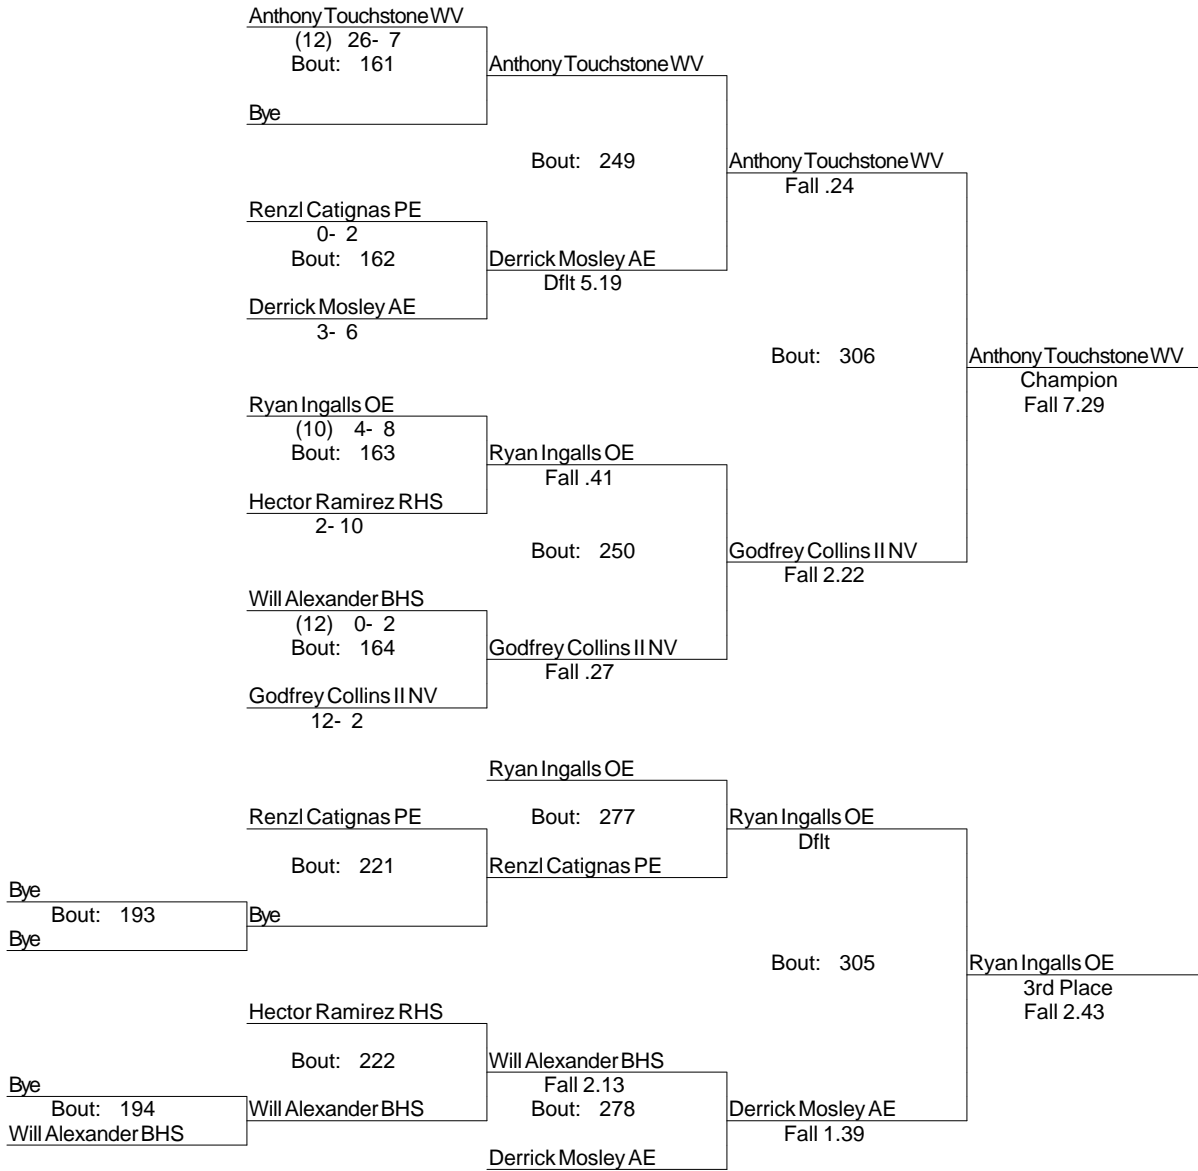 Anthony Touchstone WV
(12) 26- 7
Bout: 161
Anthony Touchstone WV
Bye
Bout: 249
Anthony Touchstone WV
Fall .24
Renzl Catignas PE
0- 2
Bout: 162
Derrick Mosley AE
Dflt 5.19
Derrick Mosley AE
3- 6
Bout: 306
Anthony Touchstone WV
Champion
Fall 7.29
Ryan Ingalls OE
(10) 4- 8
Bout: 163
Ryan Ingalls OE
Fall .41
Hector Ramirez RHS
2- 10
Bout: 250
Godfrey Collins II NV
Fall 2.22
Will Alexander BHS
(12) 0- 2
Bout: 164
Godfrey Collins II NV
Fall .27
Godfrey Collins II NV
12- 2
Ryan Ingalls OE
Renzl Catignas PE
Bout: 277
Ryan Ingalls OE
Dflt
Bout: 221
Renzl Catignas PE
Bye
Bout: 193
Bye
Bye
Bout: 305
Ryan Ingalls OE
3rd Place
Fall 2.43
Hector Ramirez RHS
Bout: 222
Will Alexander BHS
Fall 2.13
Bye
Bout: 194
Will Alexander BHS
Bout: 278
Derrick Mosley AE
Fall 1.39
Will Alexander BHS
Derrick Mosley AE